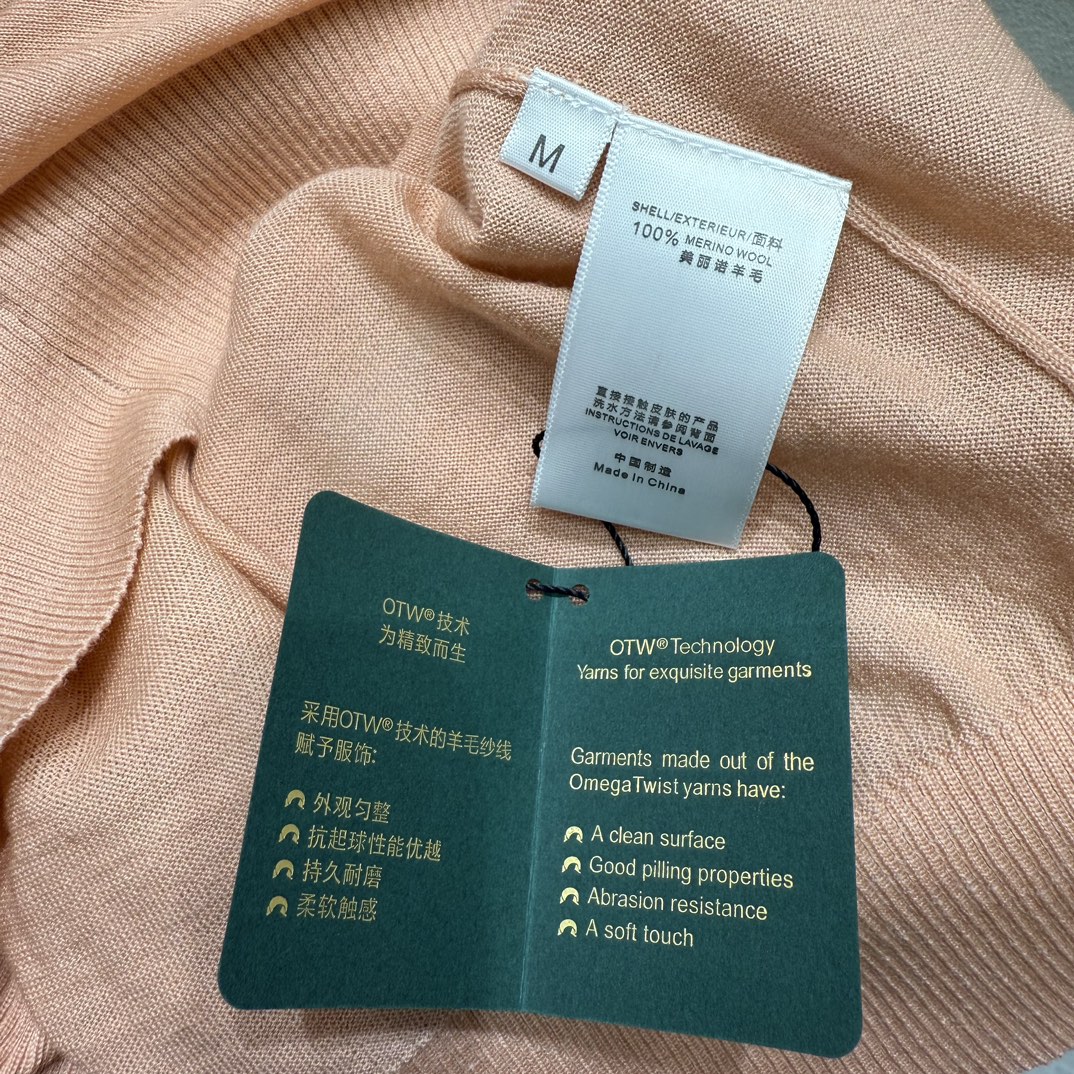 M
SHELL/EXTERIEUR/面料
100% MERINO WOOL
美丽诺羊毛
直接接触皮肤的产品
洗水方法请参阅背面
INSTRUCTIONS DE LAVAGE
VOIR ENVERS
中国制造
Made In China
OTW®技术
为精致而生
采用OTW®技术的羊毛纱线
赋予服饰:
外观匀整
抗起球性能优越
持久耐磨
柔软触感
OTW® Technology
Yarns for exquisite garments
Garments made out of the
OmegaTwist yarns have:
A clean surface
Good pilling properties
Abrasion resistance
A soft touch